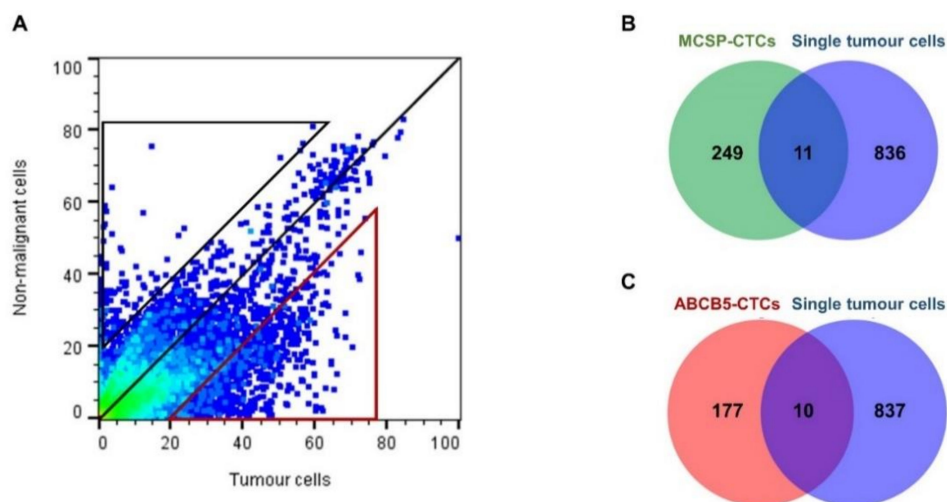 A
100
80
60
40
20
0
Non-malignant cells
0 20 40 60 80 100
Tumour cells
B
MCSP-CTCs Single tumour cells
249 11 836
C
ABCB5-CTCs Single tumour cells
177 10 837